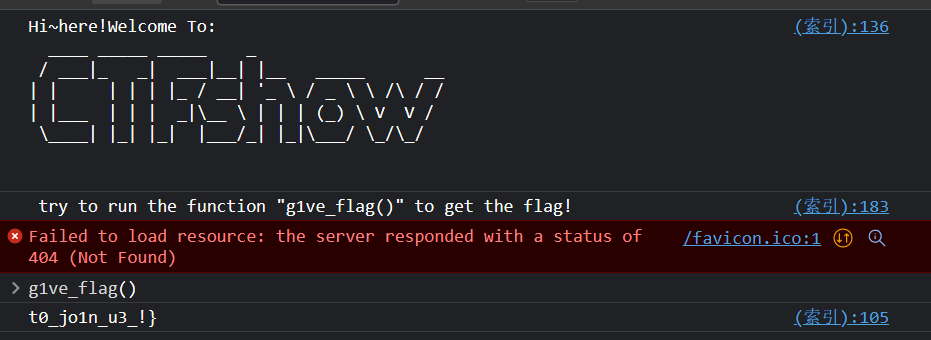 Hi~here!Welcome To:
(索引):136
CTFshow
try to run the function "g1ve_flag()" to get the flag!
(索引):183
Failed to load resource: the server responded with a status of
404 (Not Found)
/favicon.ico:1
> g1ve_flag()
t0_jo1n_u3_!}
(索引):105